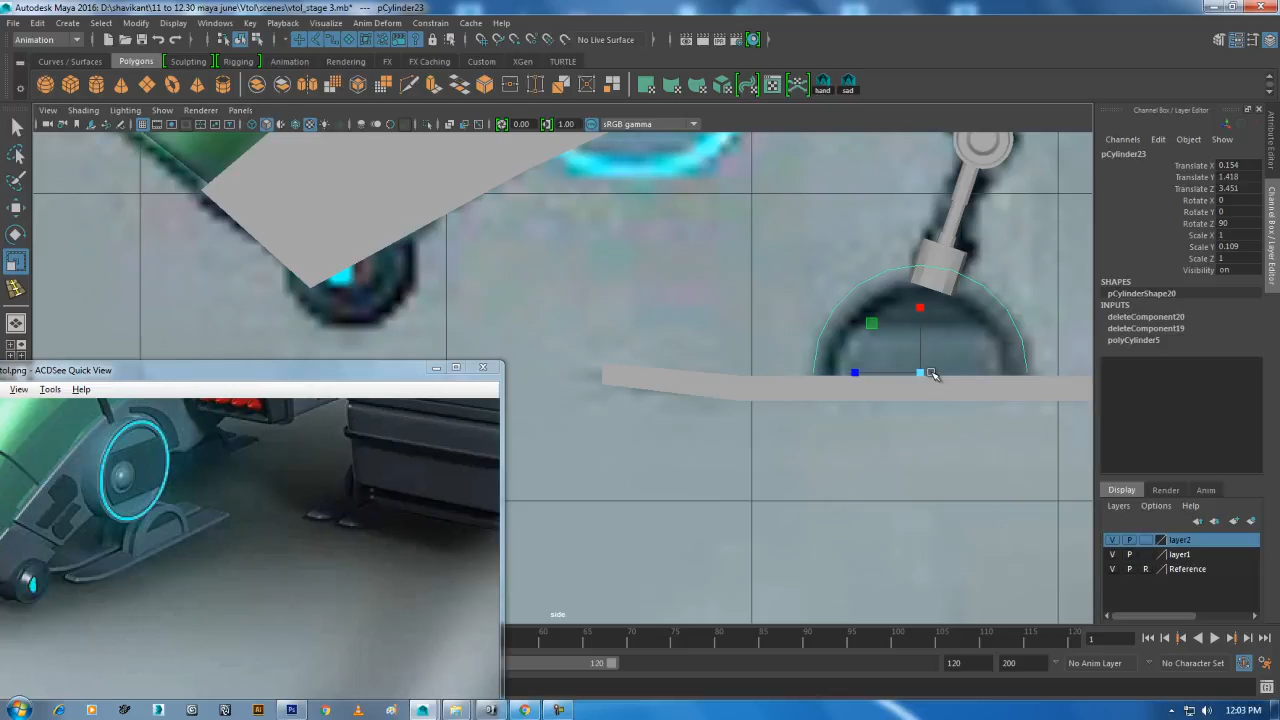 Autodesk Maya 2016: D:\shavikant\11 to 12.30 maya june\Vtol\scenes\vtol_stage 3.mb* --- pCylinder23
File Edit Create Select Modify Display Windows Key Playback Visualize Anim Deform Constrain Cache Help
Animation No Live Surface
Curves / Surfaces Polygons Sculpting Rigging Animation Rendering FX FX Caching Custom XGen TURTLE
hand sad
View Shading Lighting Show Renderer Panels
0.00 1.00 sRGB gamma
Channel Box / Layer Editor
Channels Edit Object Show
pCylinder23
Translate X 0.154
Translate Y 1.418
Translate Z 3.451
Rotate X 0
Rotate Y 0
Rotate Z 90
Scale X 1
Scale Y 0.109
Scale Z 1
Visibility on
SHAPES
pCylinderShape20
INPUTS
deleteComponent20
deleteComponent19
polyCylinder5
Attribute Editor
Channel Box / Layer Editor
tol.png - ACDSee Quick View
View Tools Help
side
Display Render Anim
Layers Options Help
V P layer2
V P layer1
V P R Reference
60 65 70 75 80 85 90 95 100 105 110 115 120
1
120 120 200 No Anim Layer No Character Set
12:03 PM